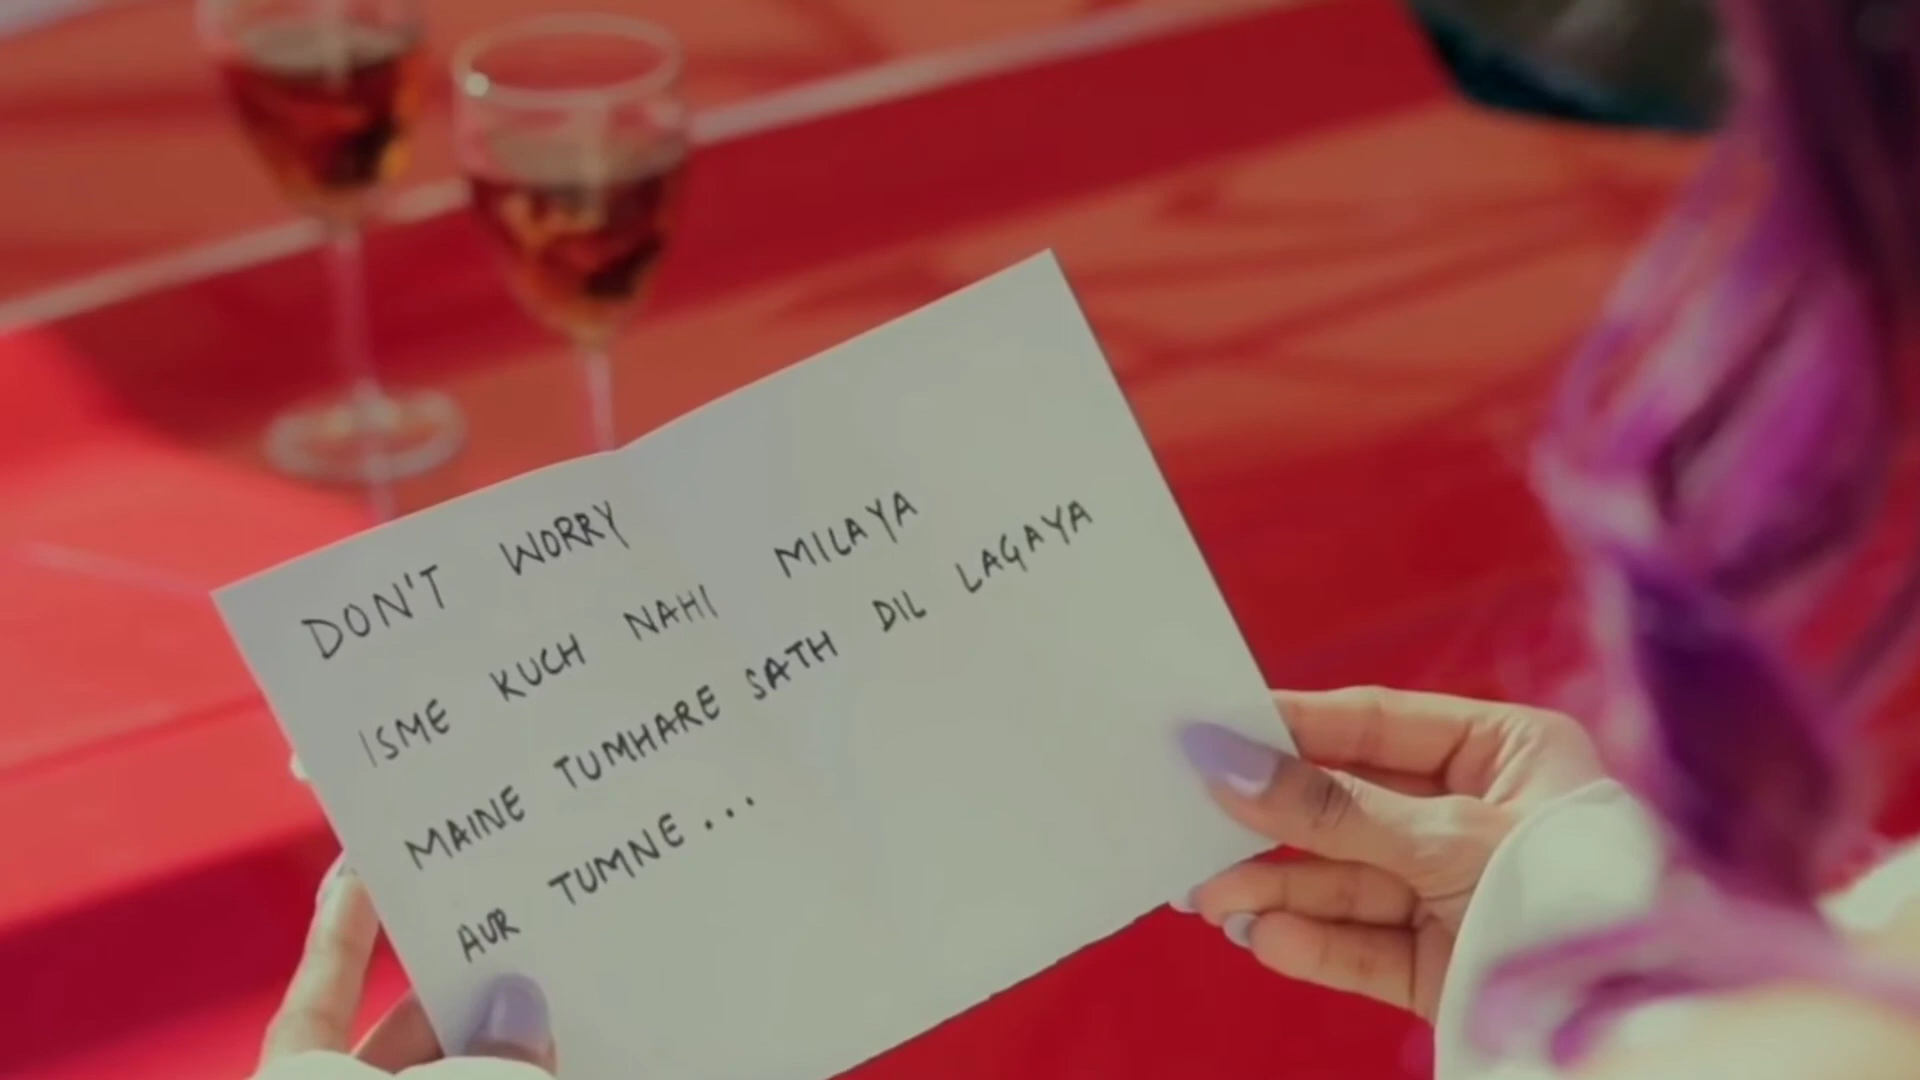 DON'T WORRY
ISME KUCH NAHI MILAYA
MAINE TUMHARE SATH DIL LAGAYA
AUR TUMNE...